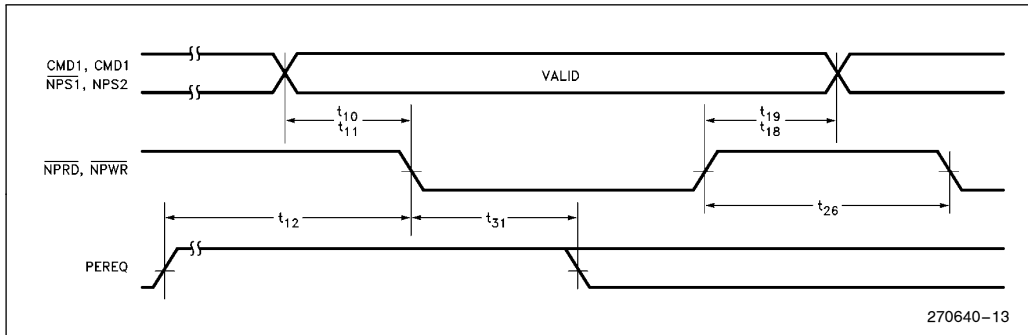 CMD1, CMD1
NPS1, NPS2
VALID
t10
t11
t19
t18
NPRD, NPWR
t12
t31
t26
PEREQ
270640-13